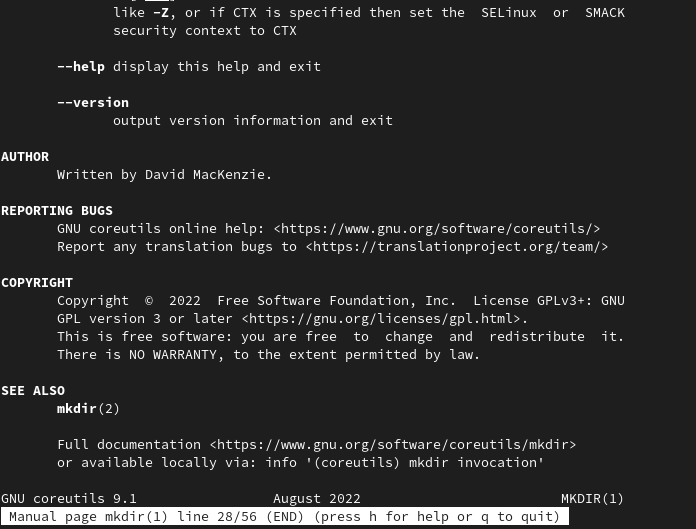 like -Z, or if CTX is specified then set the SELinux or SMACK
security context to CTX
--help display this help and exit
--version
output version information and exit
AUTHOR
Written by David MacKenzie.
REPORTING BUGS
GNU coreutils online help: <https://www.gnu.org/software/coreutils/>
Report any translation bugs to <https://translationproject.org/team/>
COPYRIGHT
Copyright © 2022 Free Software Foundation, Inc. License GPLv3+: GNU
GPL version 3 or later <https://gnu.org/licenses/gpl.html>.
This is free software: you are free to change and redistribute it.
There is NO WARRANTY, to the extent permitted by law.
SEE ALSO
mkdir(2)
Full documentation <https://www.gnu.org/software/coreutils/mkdir>
or available locally via: info '(coreutils) mkdir invocation'
GNU coreutils 9.1 August 2022 MKDIR(1)
Manual page mkdir(1) line 28/56 (END) (press h for help or q to quit)